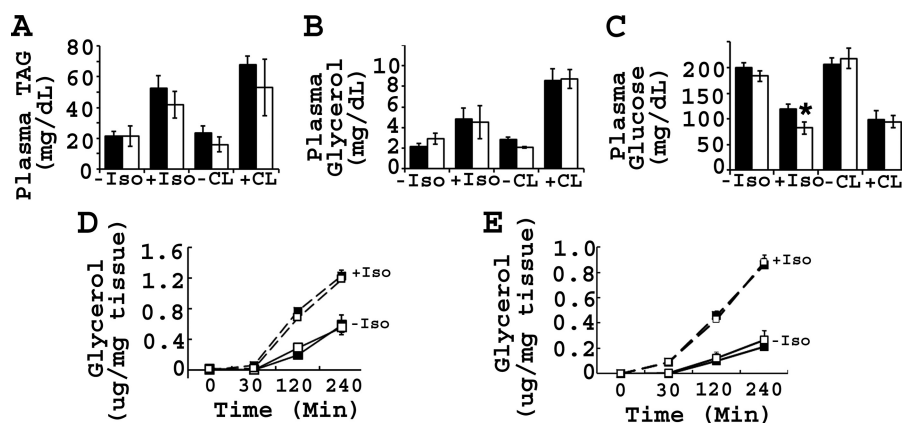 A
Plasma TAG
(mg/dL)
80
60
40
20
0
-Iso +Iso -CL +CL
B
Plasma
Glycerol
(mg/dL)
10
8
6
4
2
0
-Iso +Iso -CL +CL
C
Plasma
Glucose
(mg/dL)
200
150
100
50
0
*
-Iso +Iso -CL +CL
D
Glycerol
(ug/mg tissue)
1.6
1.2
0.8
0.4
0
+Iso
-Iso
0 30 120 240
Time (Min)
E
Glycerol
(ug/mg tissue)
1.0
0.8
0.6
0.4
0.2
0
+Iso
-Iso
0 30 120 240
Time (Min)